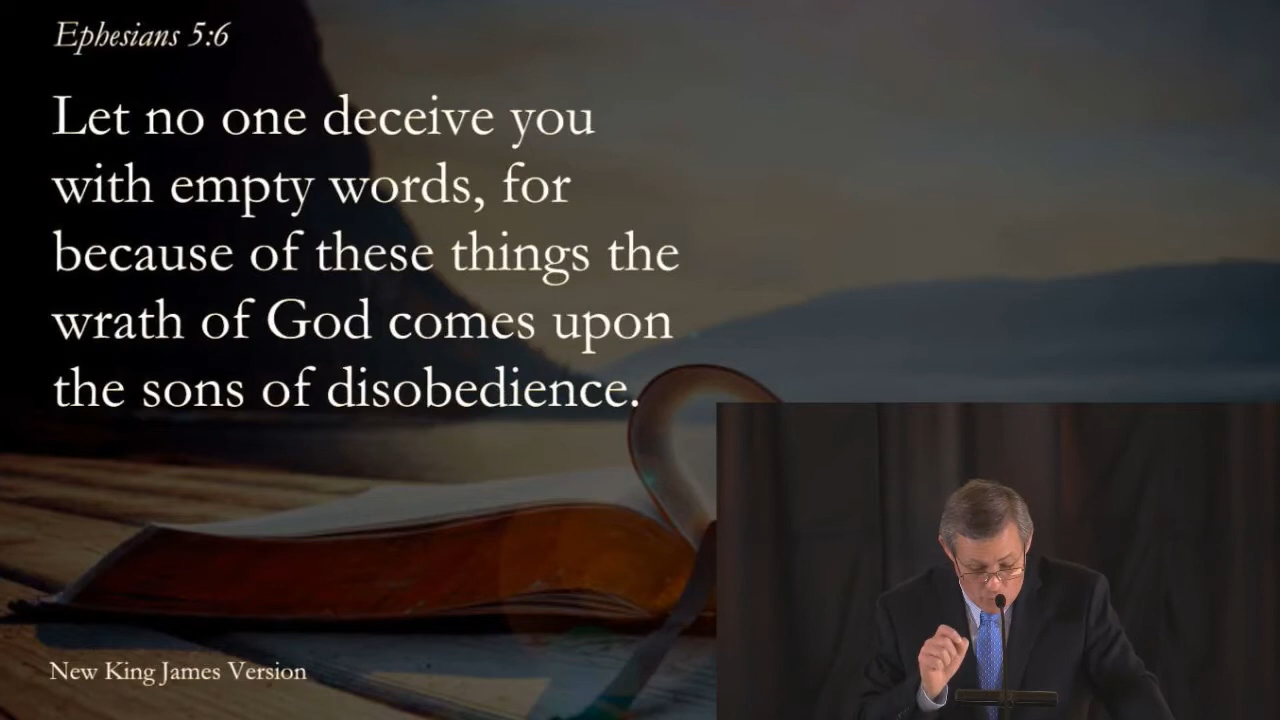 Ephesians 5:6
Let no one deceive you
with empty words, for
because of these things the
wrath of God comes upon
the sons of disobedience.
New King James Version